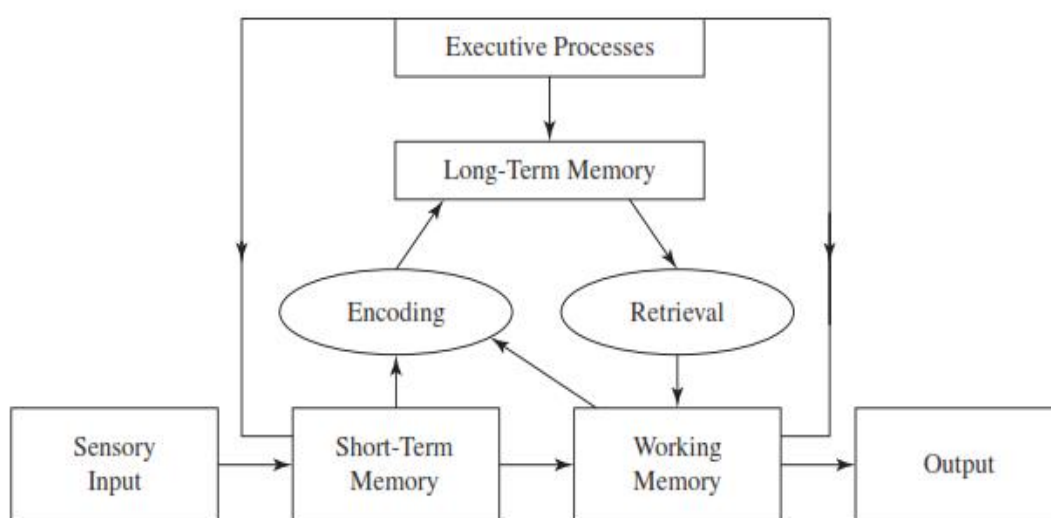 Executive Processes
Long-Term Memory
Encoding
Retrieval
Sensory
Input
Short-Term
Memory
Working
Memory
Output